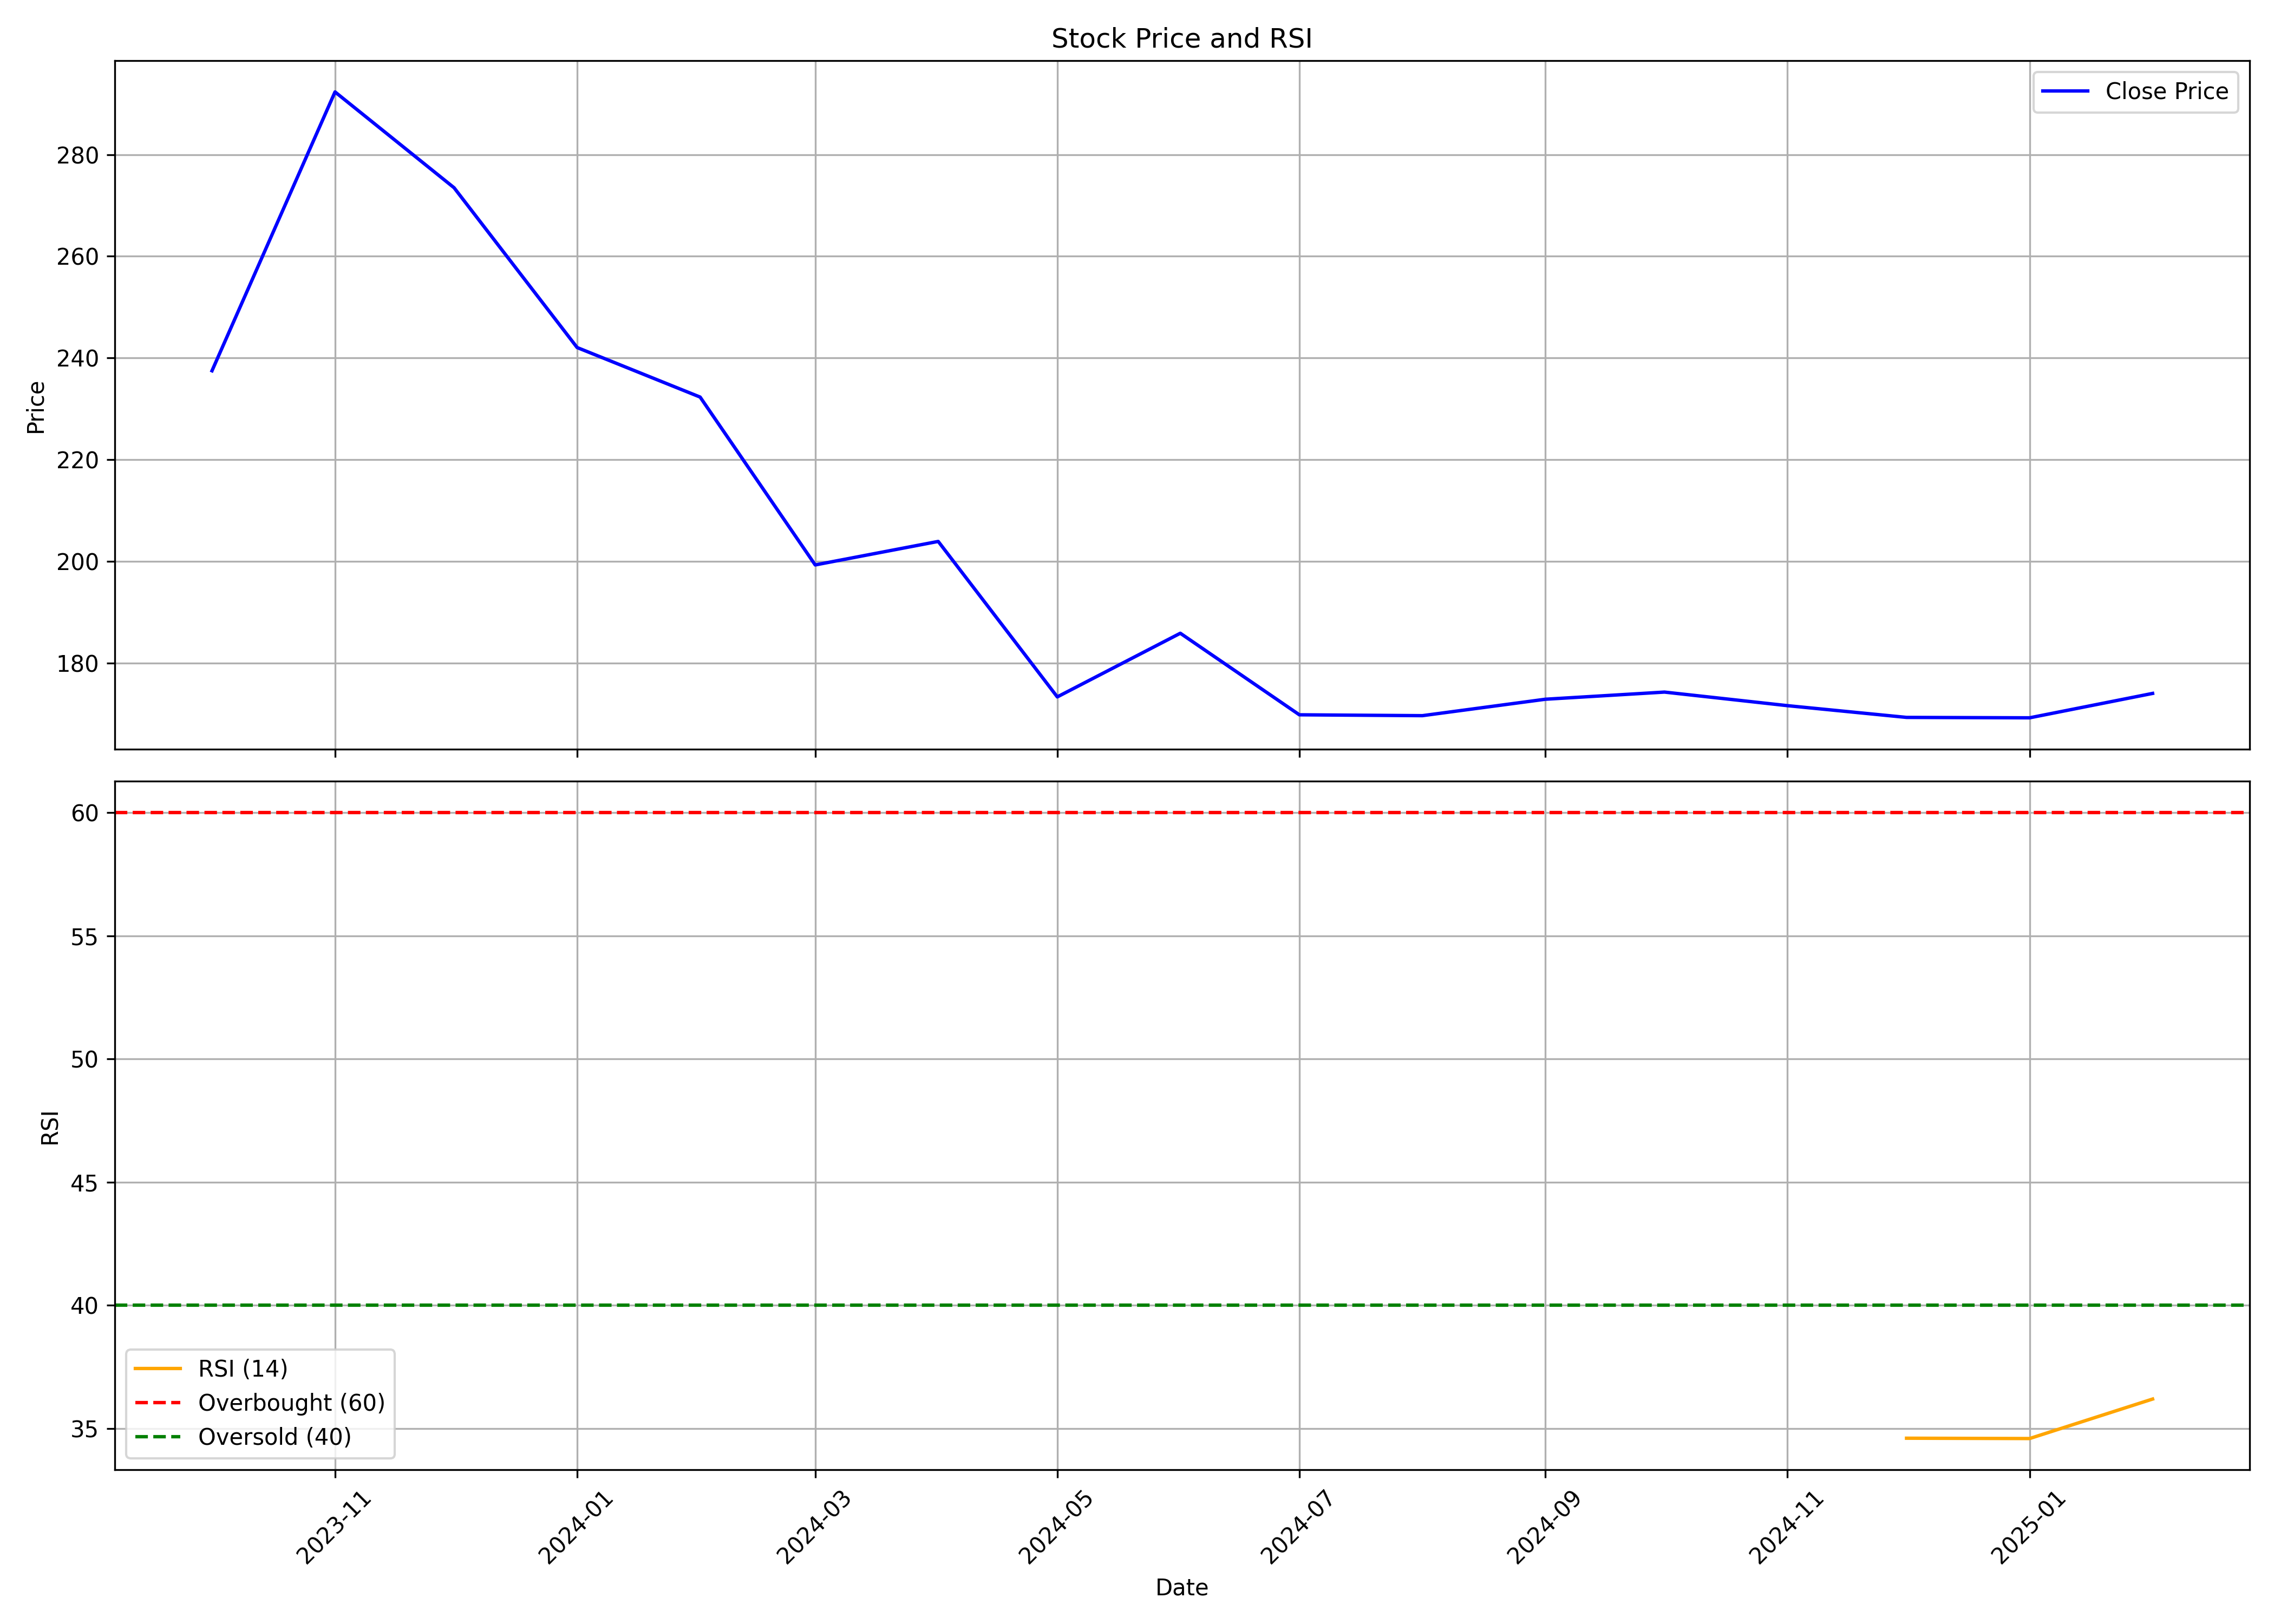 Stock Price and RSI
Close Price
280
260
240
220
200
180
Price
60
55
50
45
40
35
RSI
RSI (14)
Overbought (60)
Oversold (40)
2023-11
2024-01
2024-03
2024-05
2024-07
2024-09
2024-11
2025-01
Date